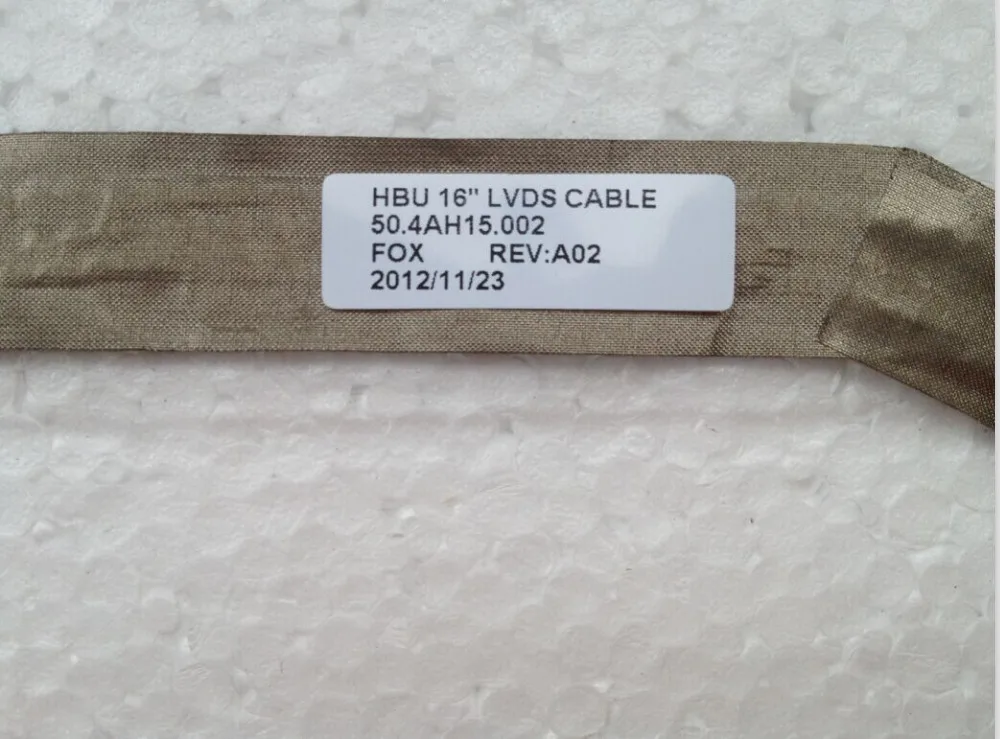 HBU 16" LVDS CABLE
50.4AH15.002
FOX REV:A02
2012/11/23